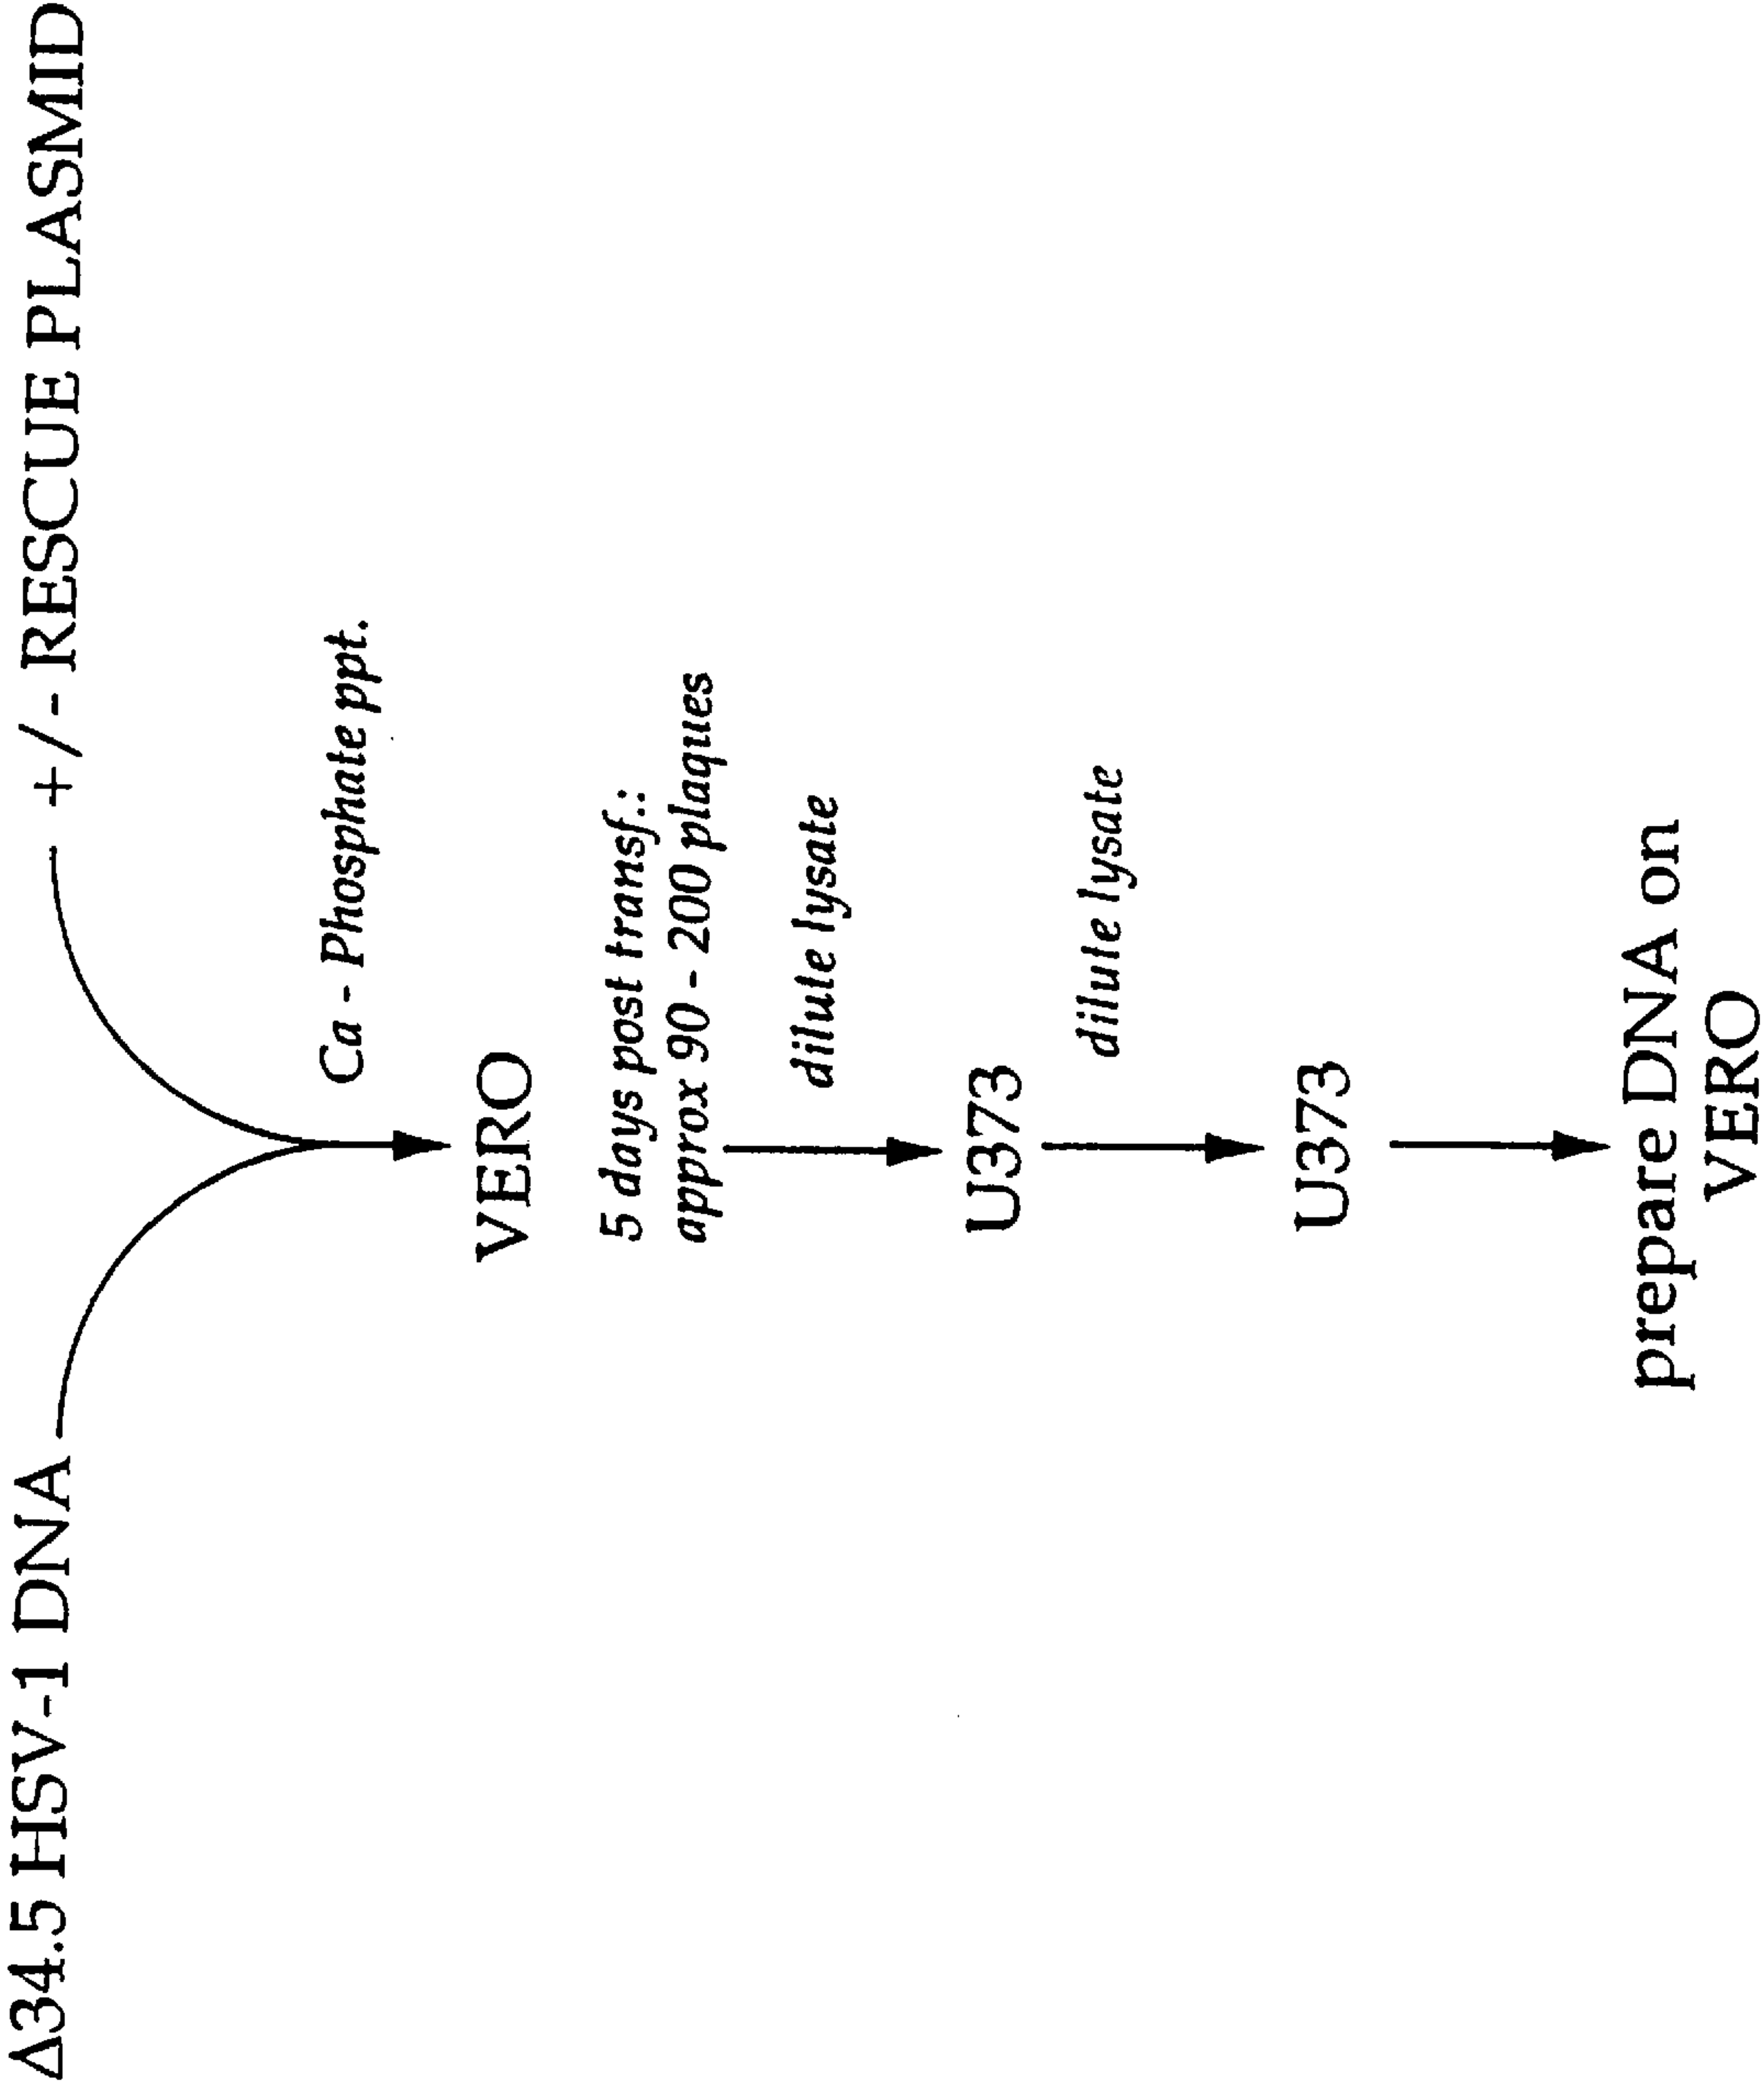 Δ34.5 HSV-1 DNA
+/- RESCUE PLASMID
Ca - Phosphate ppt.
VERO
5 days post transf.:
approx 90 - 200 plaques
dilute lysate
U373
dilute lysate
U373
prepare DNA on
VERO